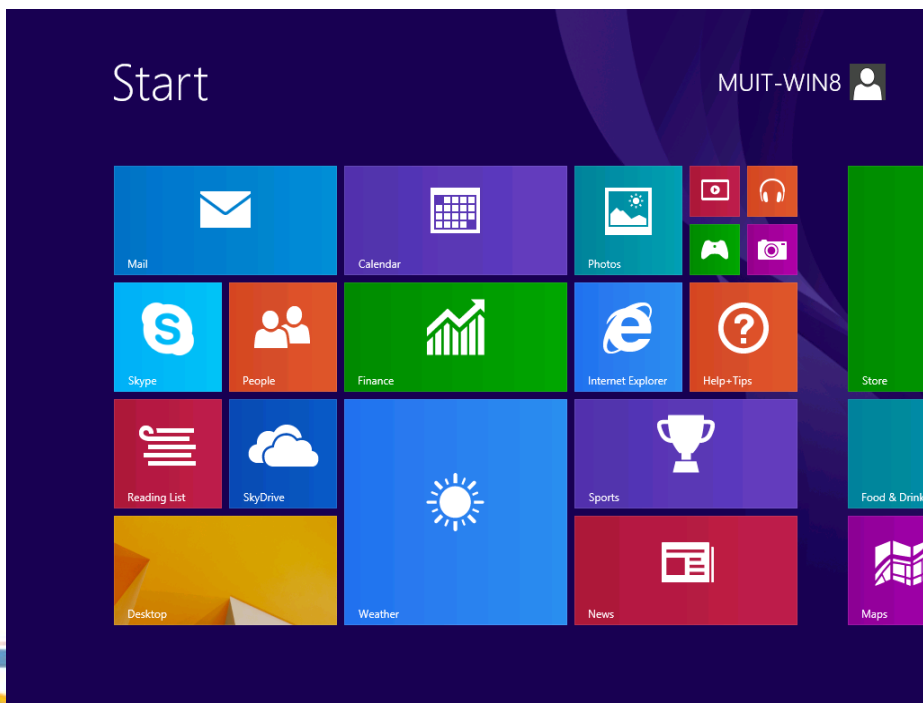 Start
MUIT-WIN8
Mail
Calendar
Photos
Skype
People
Finance
Internet Explorer
Help+Tips
Store
Reading List
SkyDrive
Weather
Sports
Food & Drink
Desktop
News
Maps